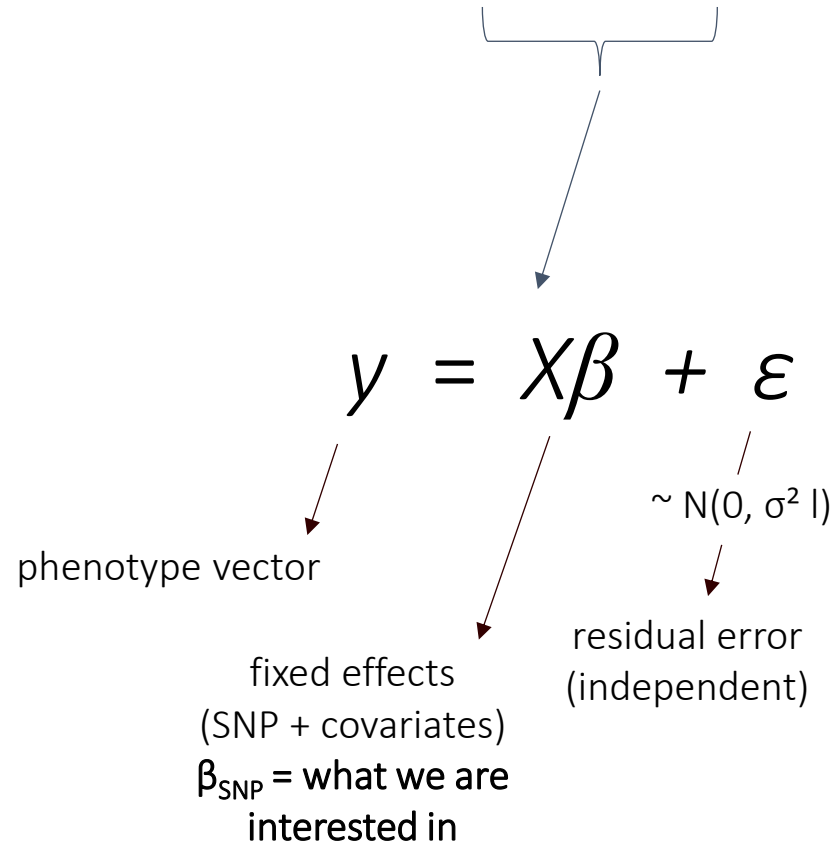 y = Xβ + ε
~ N(0, σ² I)
phenotype vector
residual error
(independent)
fixed effects
(SNP + covariates)
βSNP = what we are
interested in